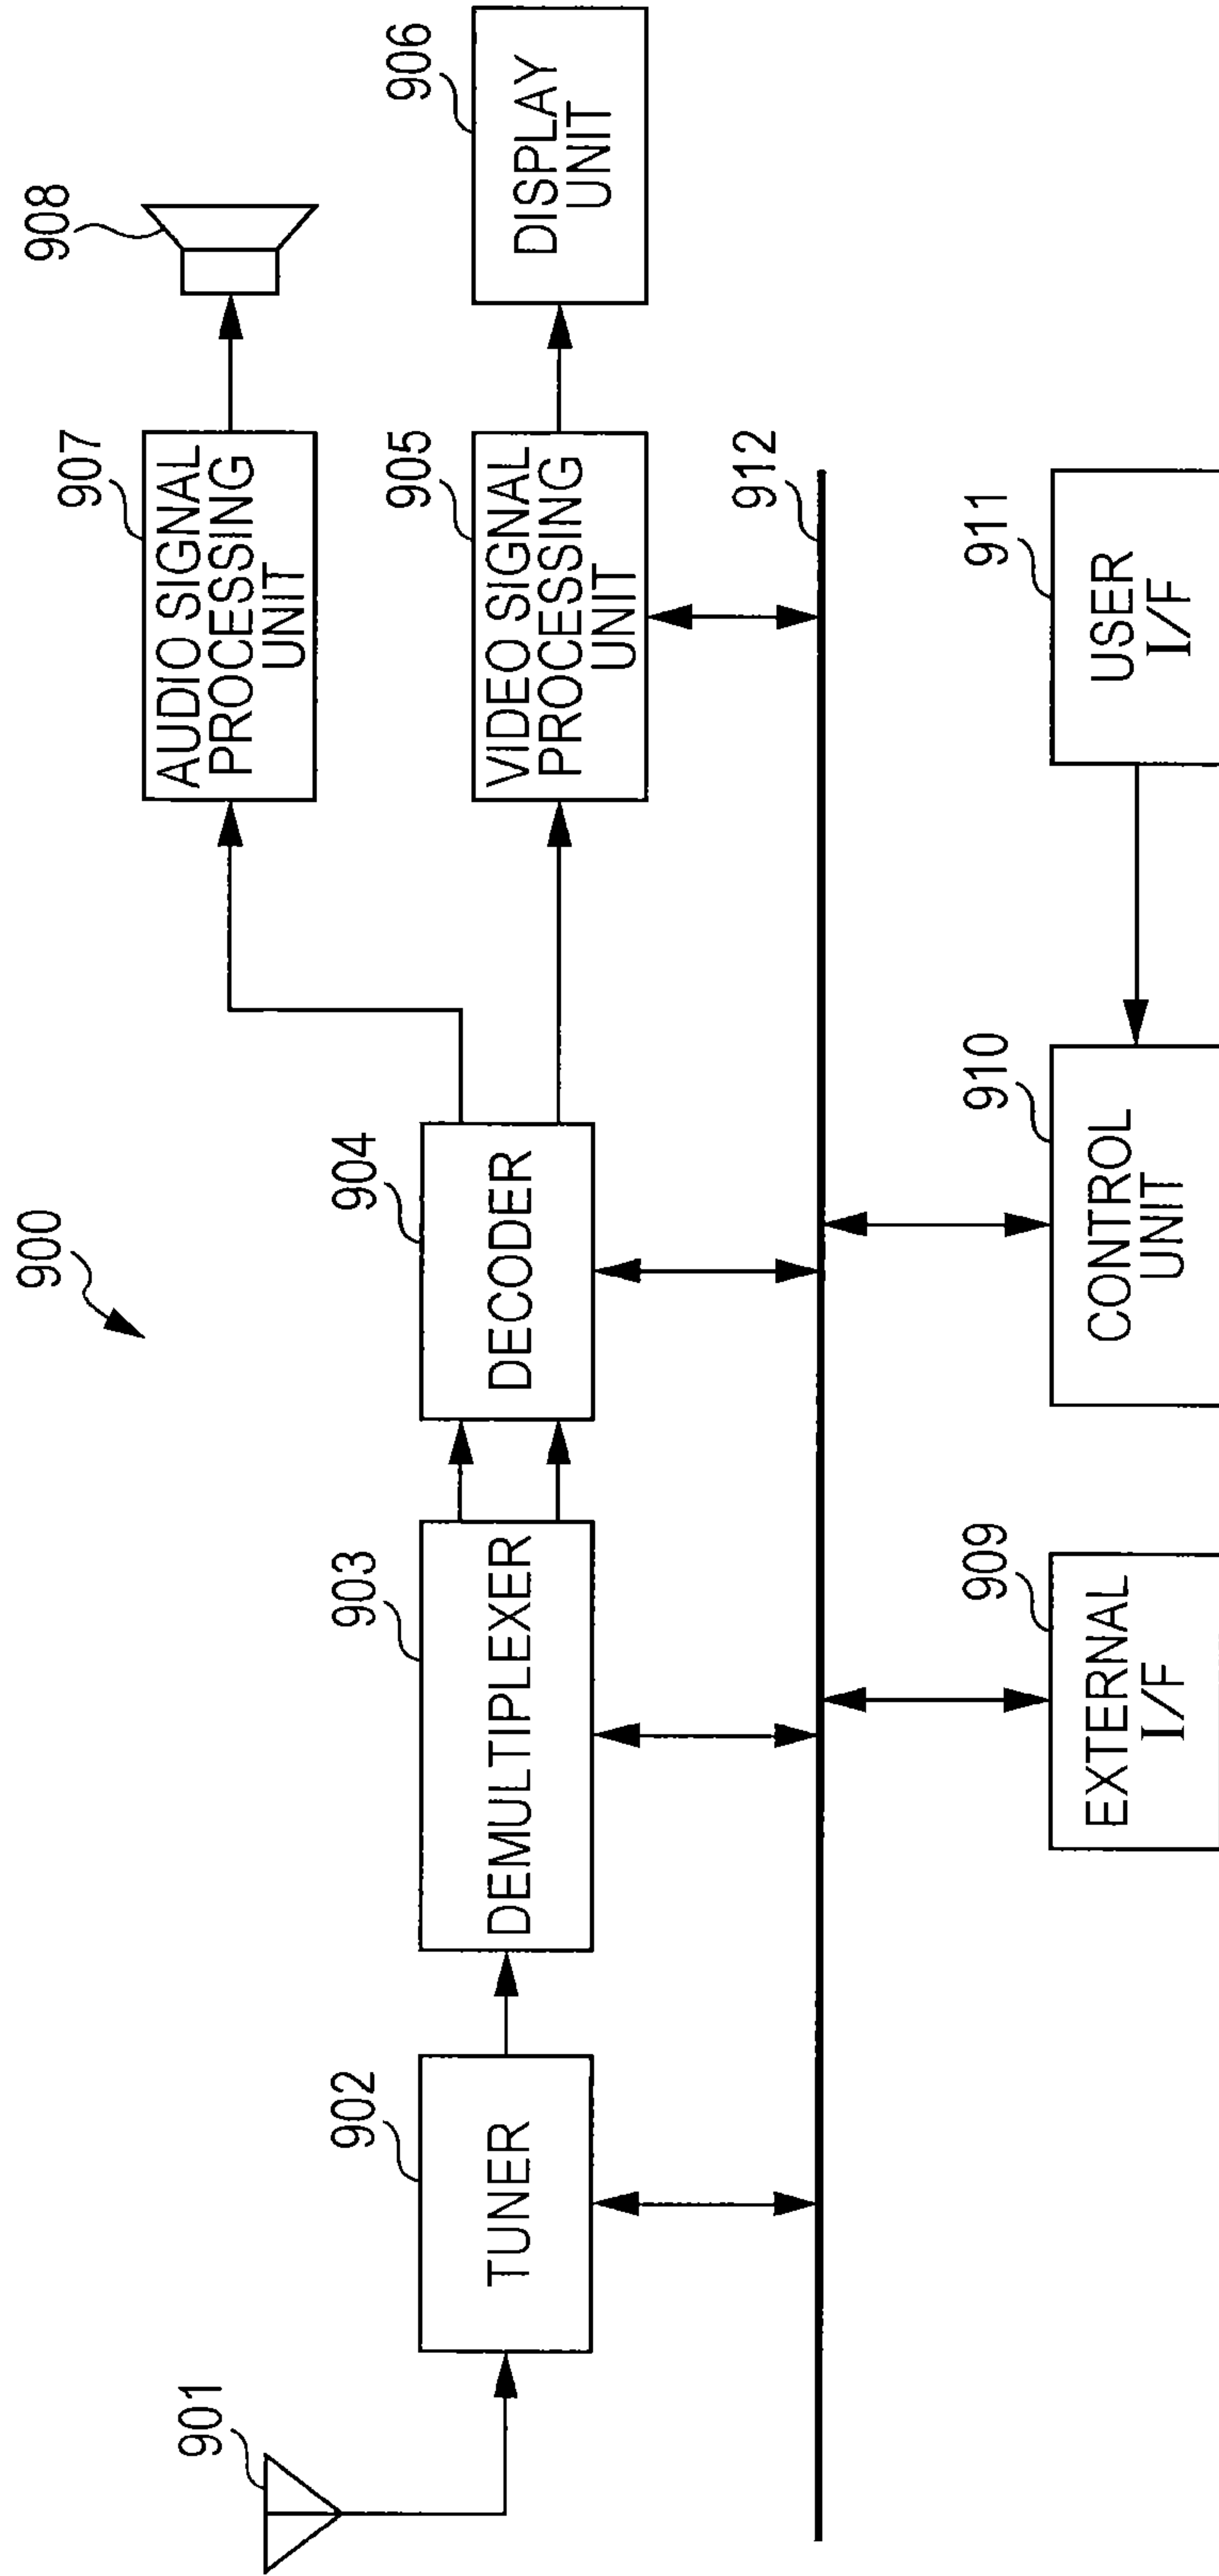 900
908
907
AUDIO SIGNAL
PROCESSING
UNIT
906
DISPLAY
UNIT
905
VIDEO SIGNAL
PROCESSING
UNIT
904
DECODER
903
DEMULTIPLEXER
902
TUNER
901
912
909
EXTERNAL
I/F
910
CONTROL
UNIT
911
USER
I/F